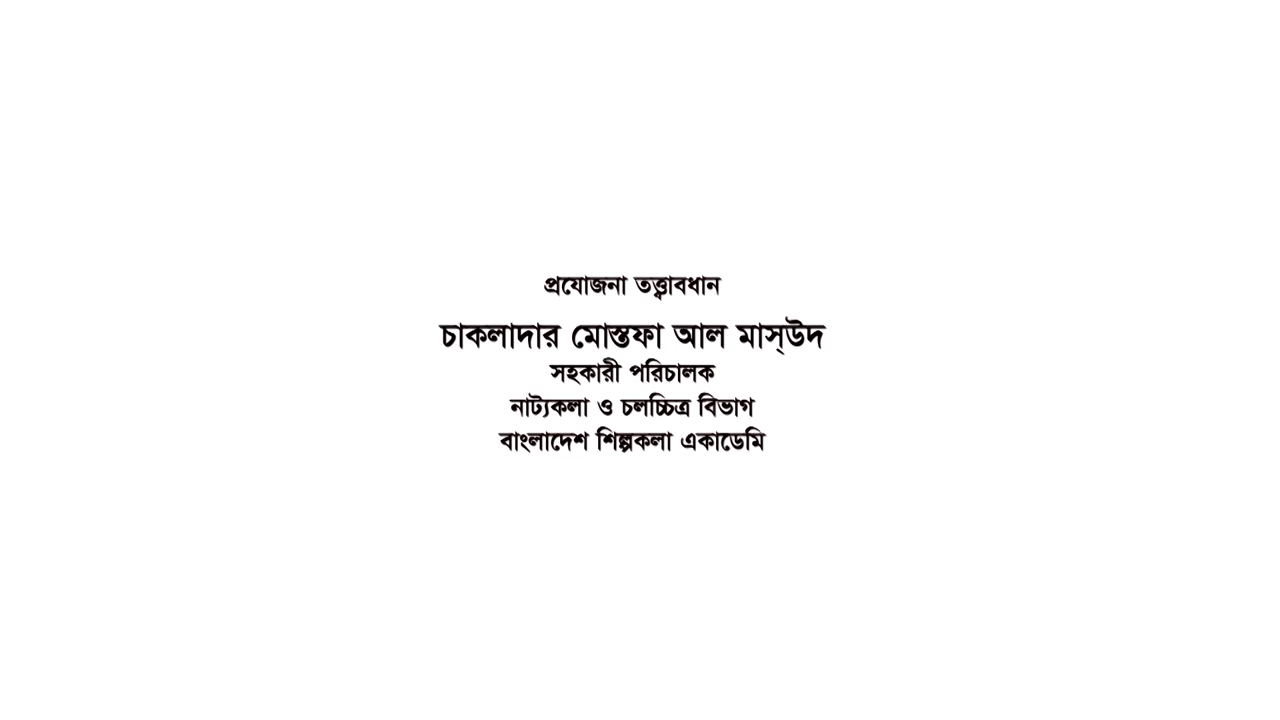 প্রযোজনা তত্ত্বাবধান
চাকলাদার মোস্তফা আল মাস্‌উদ
সহকারী পরিচালক
নাট্যকলা ও চলচ্চিত্র বিভাগ
বাংলাদেশ শিল্পকলা একাডেমি